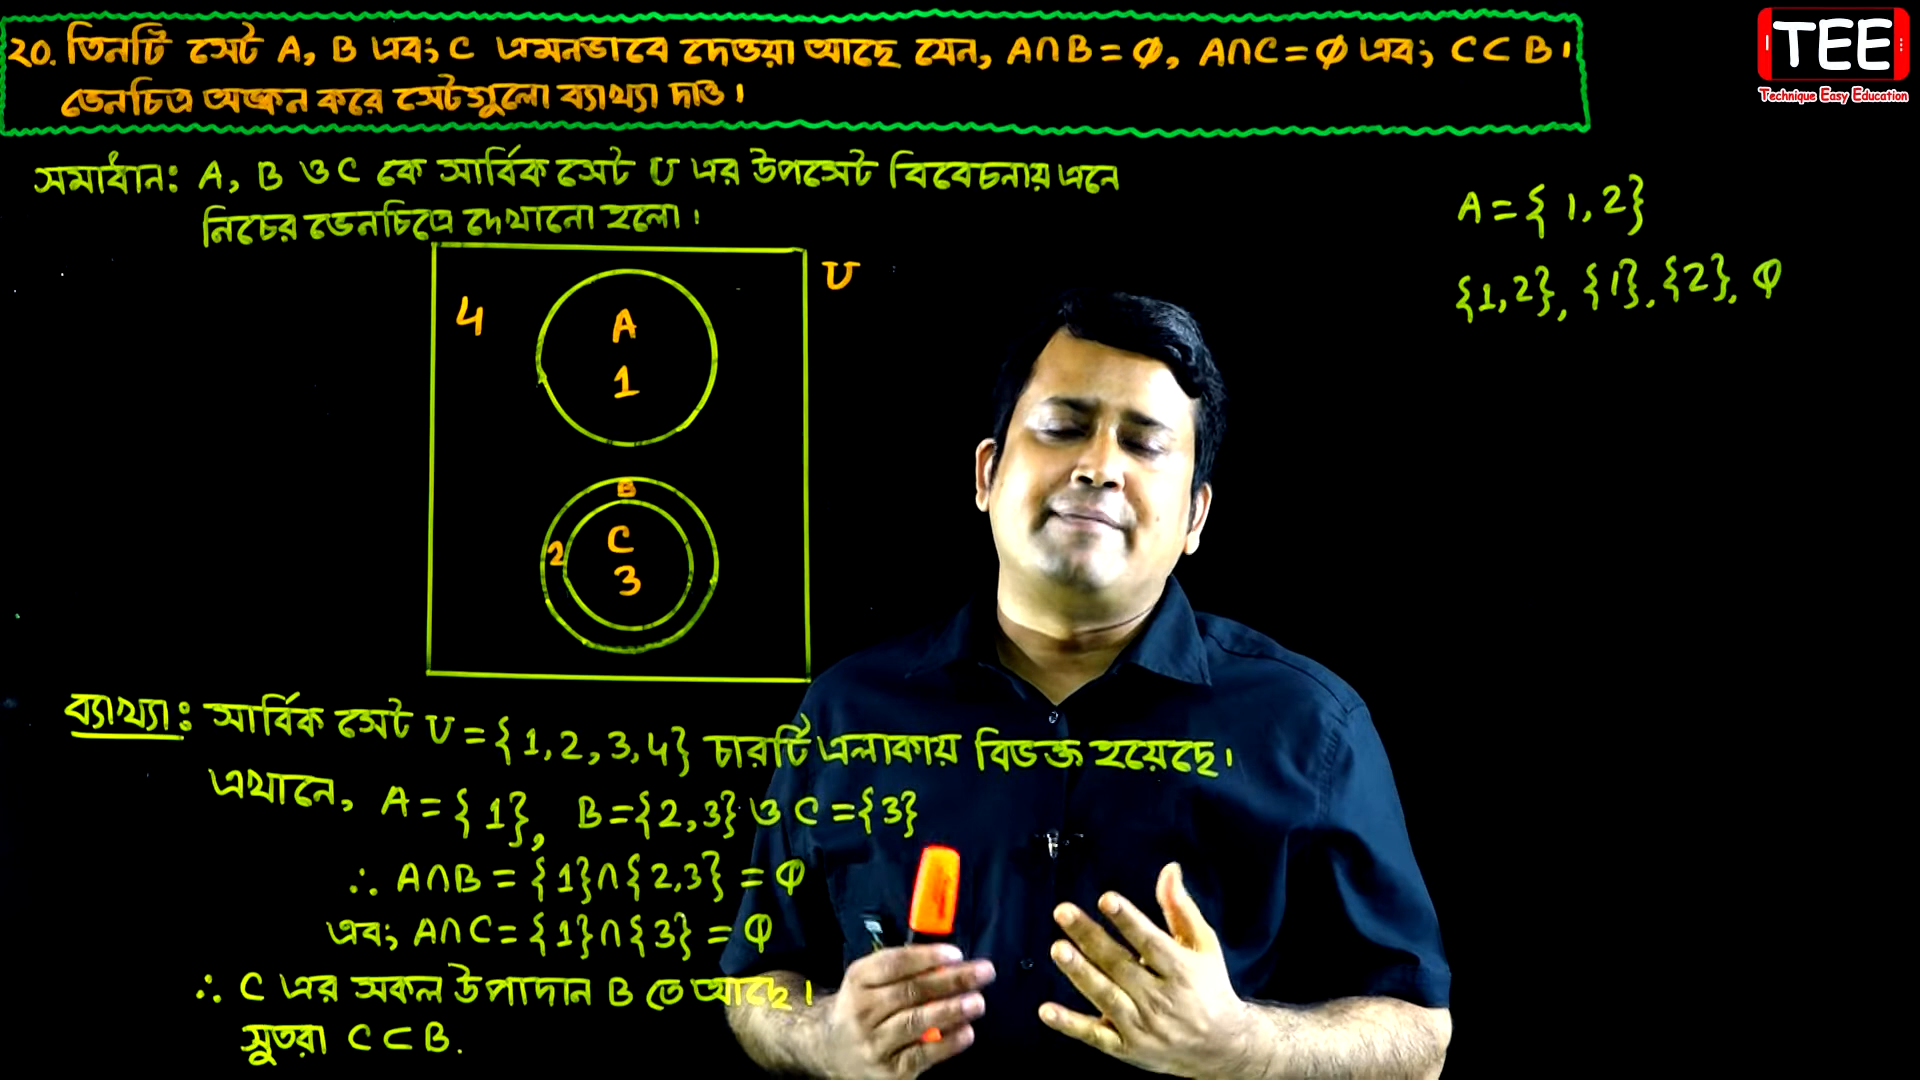 ২০. তিনটি সেট A, B এবং C এমনভাবে দেওয়া আছে যেন, A∩B=Φ, A∩C=Φ এবং C⊂B।
ভেনচিত্র অঙ্কন করে সেটগুলো ব্যাখ্যা দাও।
TEE
Technique Easy Education
সমাধান: A, B ও C কে সার্বিক সেট U এর উপসেট বিবেচনায় এনে
নিচের ভেনচিত্রে দেখানো হলো।
A={1,2}
{1,2}, {1}, {2}, Φ
U
4
A
1
B
C
2
3
ব্যাখ্যা: সার্বিক সেট U={1,2,3,4} চারটি এলাকায় বিভক্ত হয়েছে।
এখানে, A={1}, B={2,3} ও C={3}
∴ A∩B={1}∩{2,3}=Φ
এবং A∩C={1}∩{3}=Φ
∴ C এর সকল উপাদান B তে আছে।
সুতরা C⊂B.